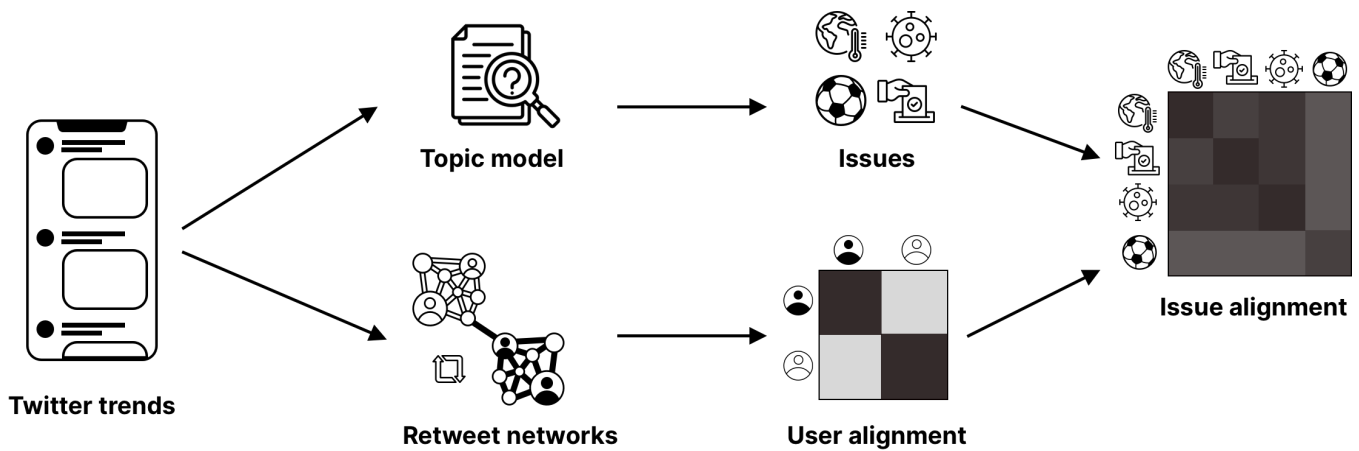 ?
Topic model
Issues
Issue alignment
Twitter trends
Retweet networks
User alignment